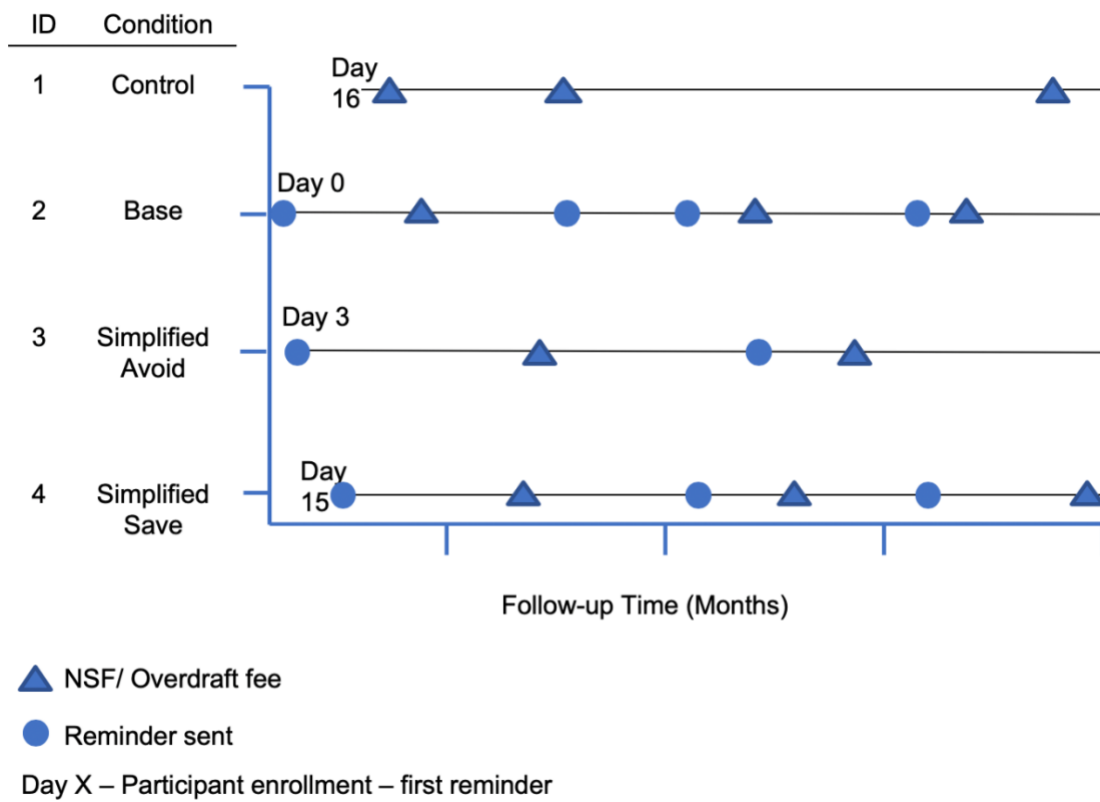 ID Condition
1 Control
Day
16
2 Base
Day 0
3 Simplified
Avoid
Day 3
4 Simplified
Save
Day
15
Follow-up Time (Months)
NSF/ Overdraft fee
Reminder sent
Day X – Participant enrollment – first reminder